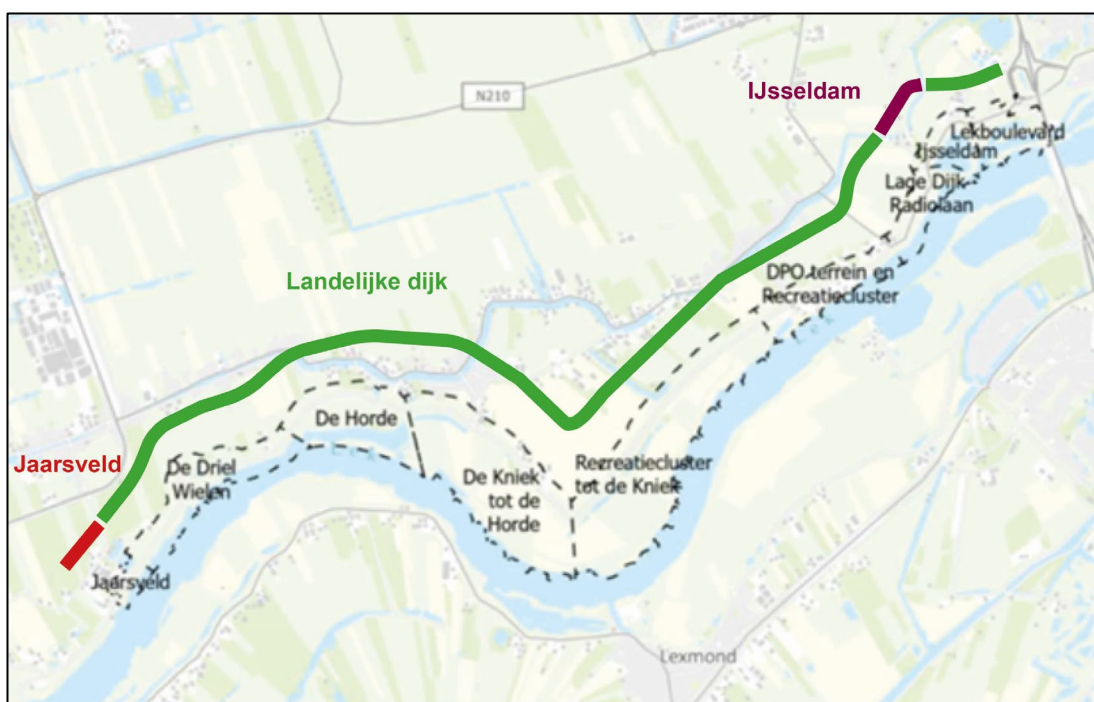 N210
IJsseldam
Lekboulevard
Ijsseldam
Lage Dijk-
Radiolaan
DPO terrein en
Recreatiecluster
Landelijke dijk
De Horde
Jaarsveld
De Driel
Wielen
De Kniek
tot de
Horde
Recreatiecluster
tot de Kniek
Jaarsveld
Lexmond